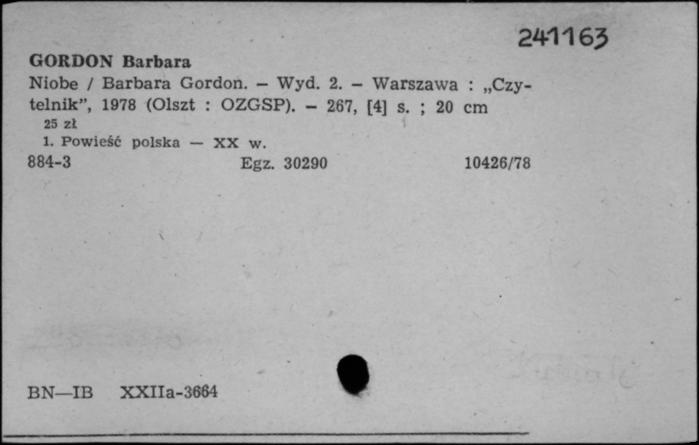 241163
GORDON Barbara
Niobe / Barbara Gordon. — Wyd. 2. — Warszawa : „Czy-
telnik”, 1978 (Olszt : OZGSP). — 267, [4] s. ; 20 cm
25 zł
1. Powieść polska — XX w.
884-3 Egz. 30290 10426/78
BN—IB XXIIa-3664